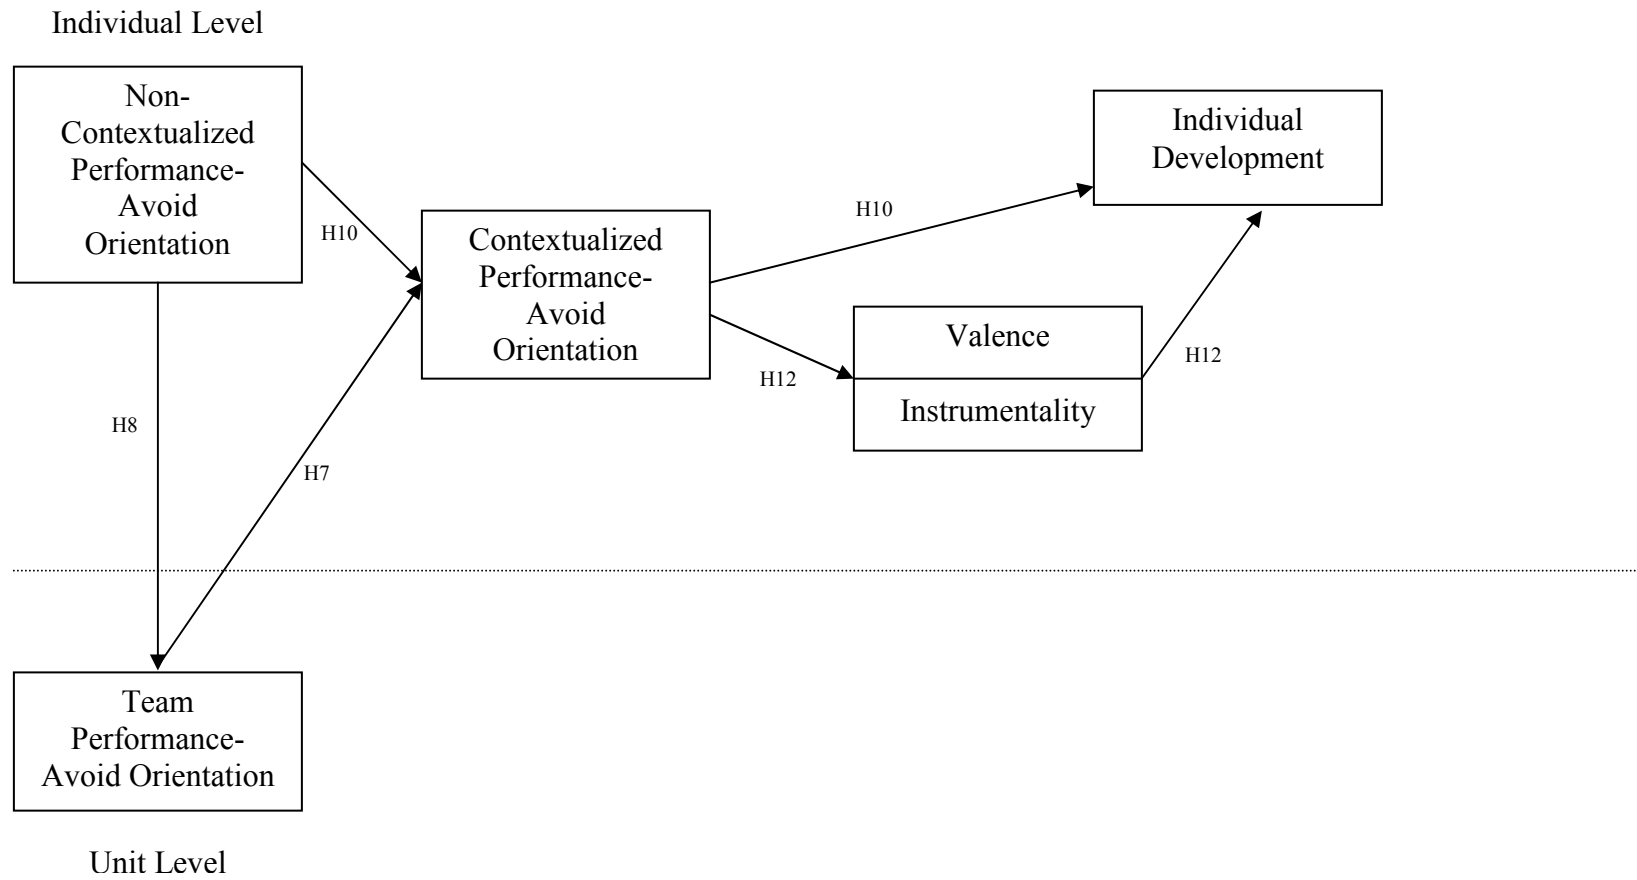 Individual Level
Non-
Contextualized
Performance-
Avoid
Orientation
H10
Contextualized
Performance-
Avoid
Orientation
H10
Individual
Development
Valence
Instrumentality
H12
H12
H8
H7
Team
Performance-
Avoid Orientation
Unit Level